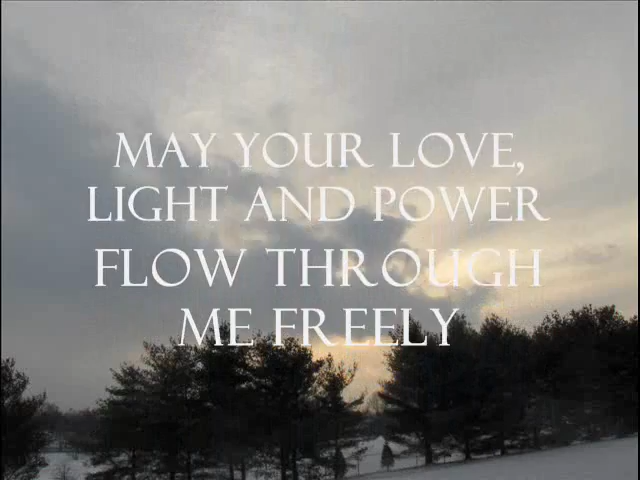 MAY YOUR LOVE,
LIGHT AND POWER
FLOW THROUGH
ME FREELY